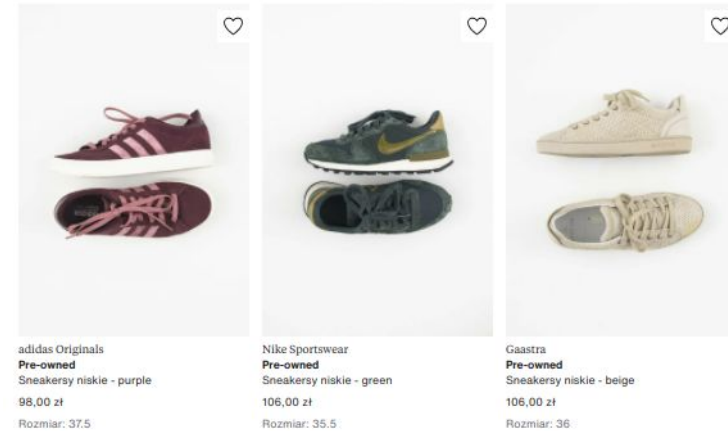 adidas Originals
Pre-owned
Sneakersy niskie - purple
98,00 zł
Rozmiar: 37.5
Nike Sportswear
Pre-owned
Sneakersy niskie - green
106,00 zł
Rozmiar: 35.5
Gaastra
Pre-owned
Sneakersy niskie - beige
106,00 zł
Rozmiar: 36